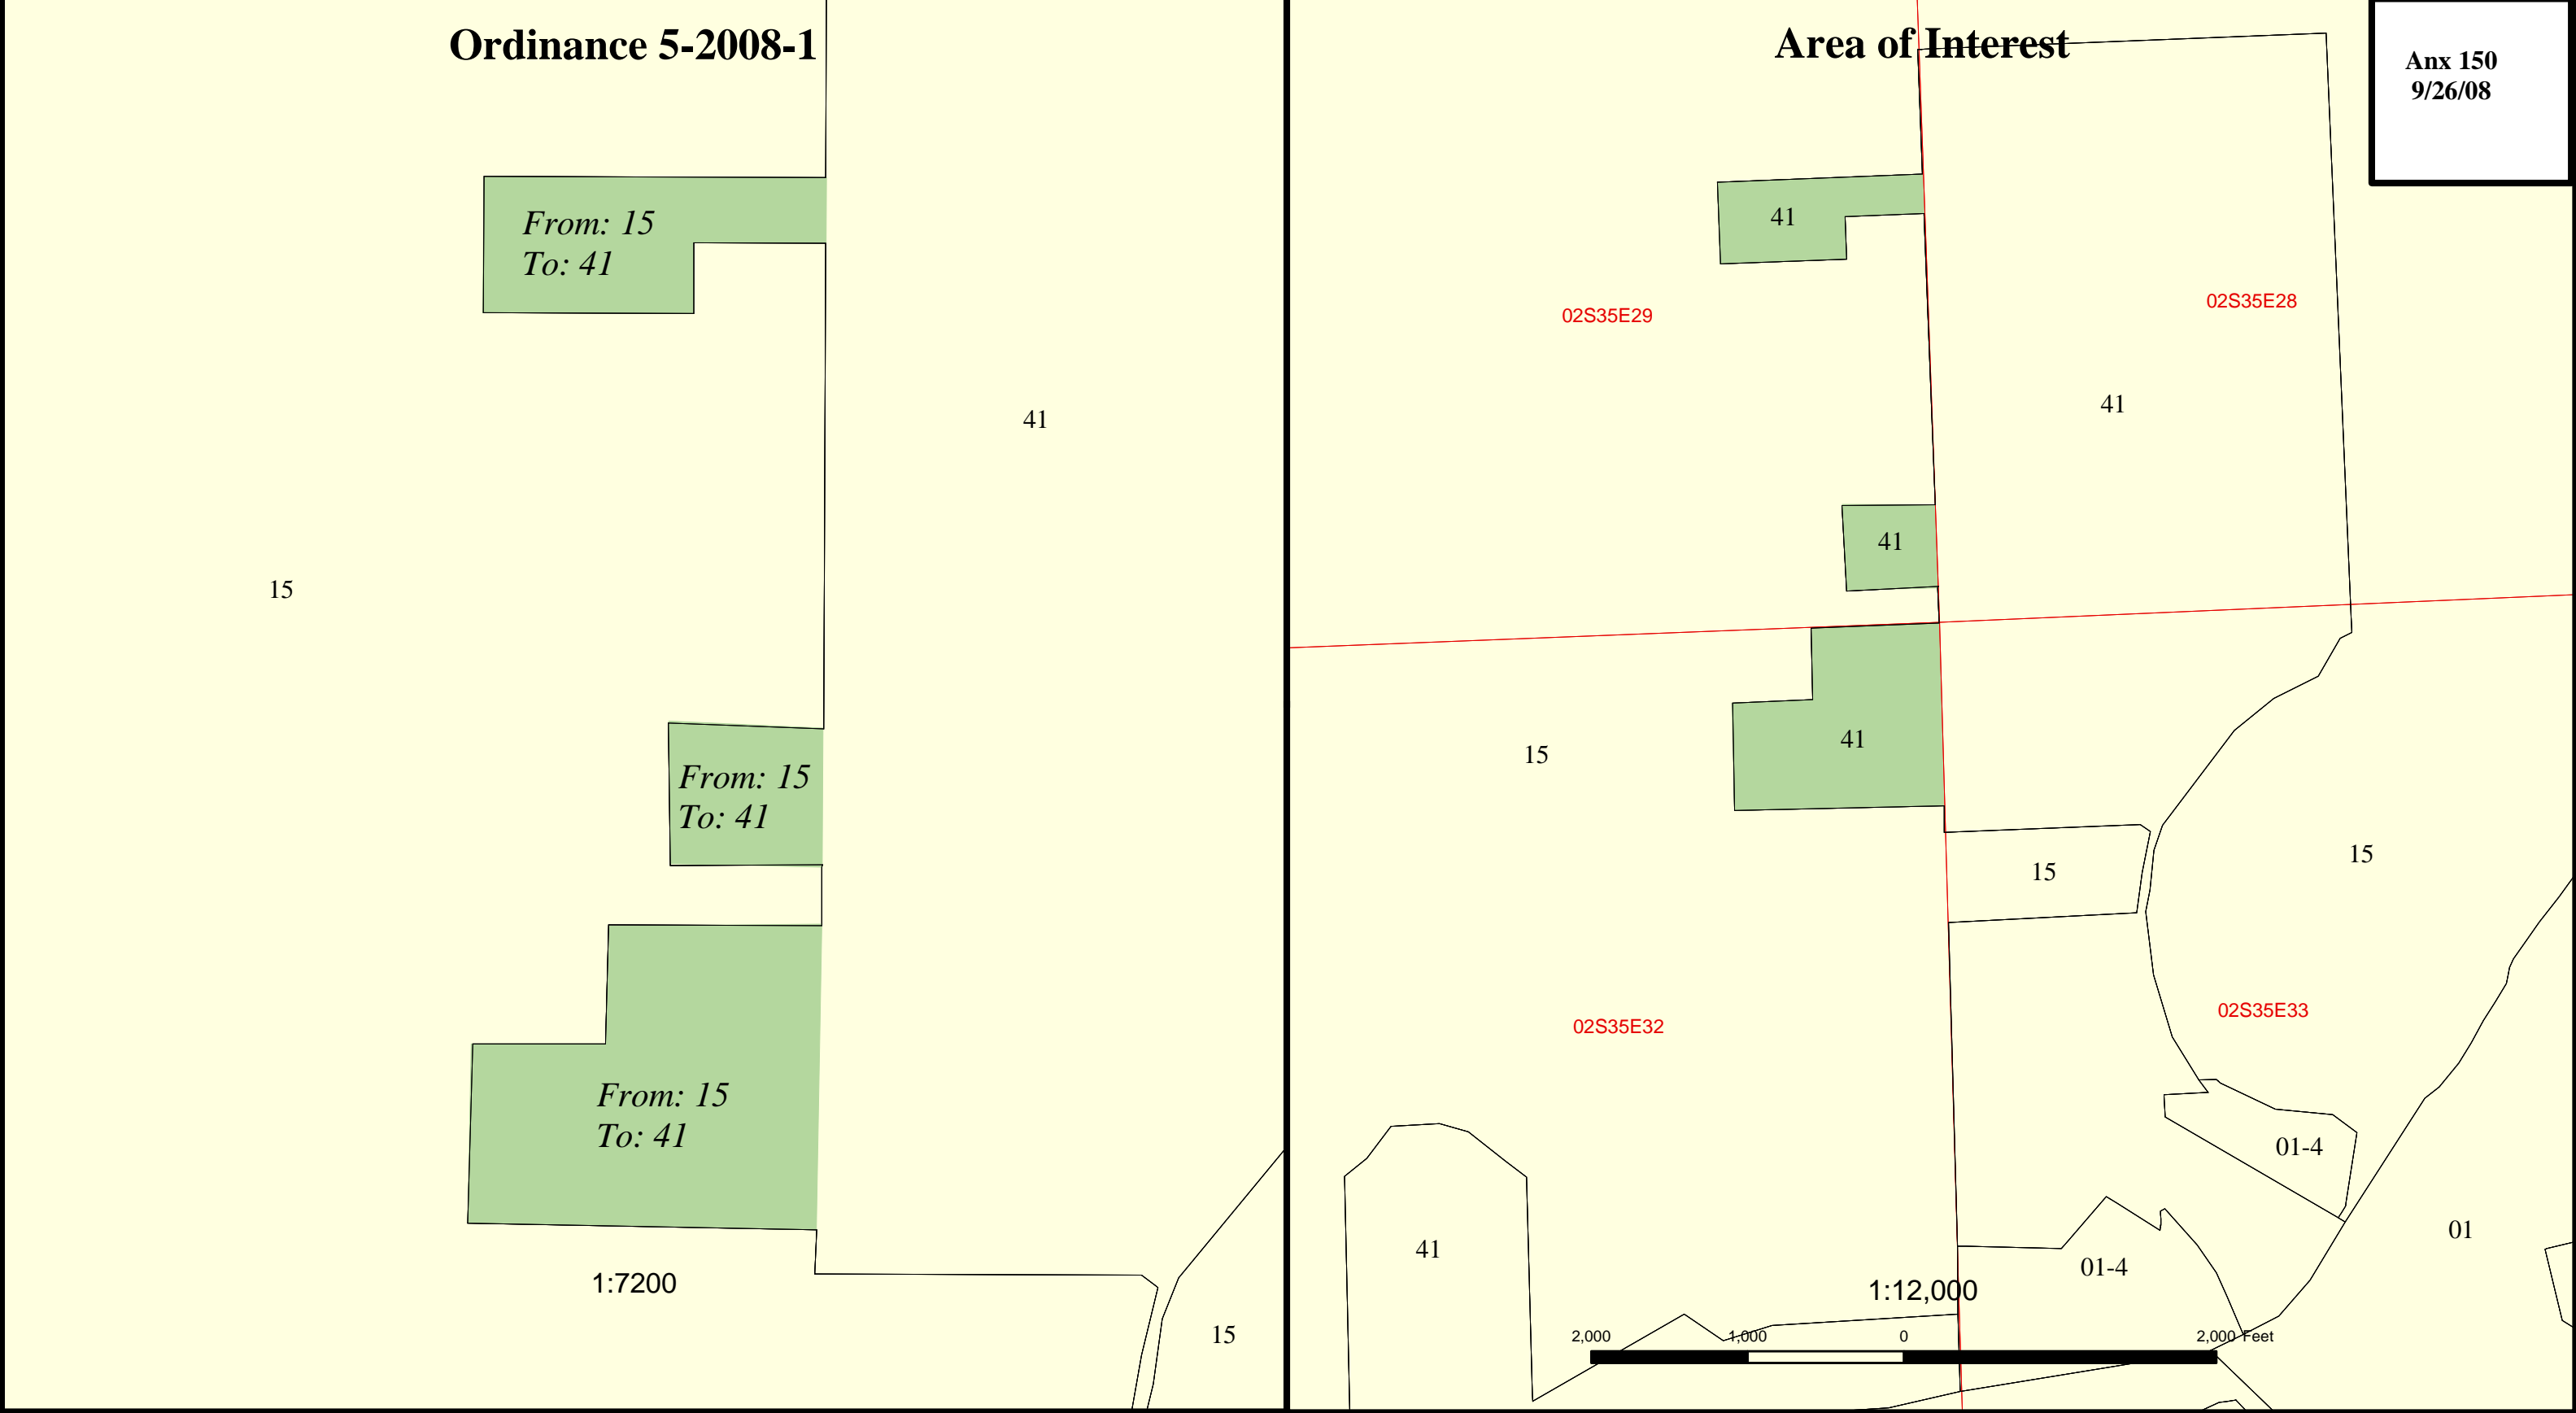 Ordinance 5-2008-1
From: 15
To: 41
41
15
From: 15
To: 41
From: 15
To: 41
1:7200
15
Area of Interest
Anx 150
9/26/08
41
02S35E29
02S35E28
41
41
15
41
15
15
02S35E32
02S35E33
01-4
41
01-4
01
1:12,000
2,000 1,000 0 2,000 Feet